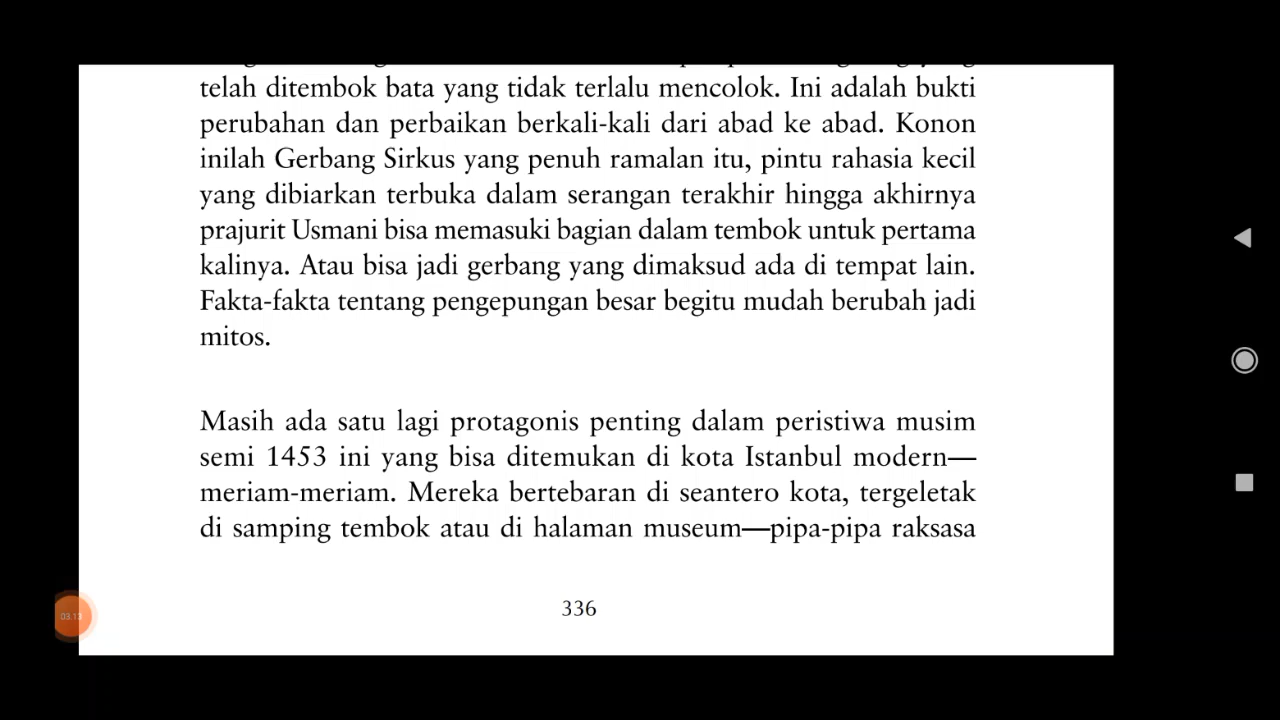 telah ditembok bata yang tidak terlalu mencolok. Ini adalah bukti
perubahan dan perbaikan berkali-kali dari abad ke abad. Konon
inilah Gerbang Sirkus yang penuh ramalan itu, pintu rahasia kecil
yang dibiarkan terbuka dalam serangan terakhir hingga akhirnya
prajurit Usmani bisa memasuki bagian dalam tembok untuk pertama
kalinya. Atau bisa jadi gerbang yang dimaksud ada di tempat lain.
Fakta-fakta tentang pengepungan besar begitu mudah berubah jadi
mitos.
Masih ada satu lagi protagonis penting dalam peristiwa musim
semi 1453 ini yang bisa ditemukan di kota Istanbul modern—
meriam-meriam. Mereka bertebaran di seantero kota, tergeletak
di samping tembok atau di halaman museum—pipa-pipa raksasa
336
03.13